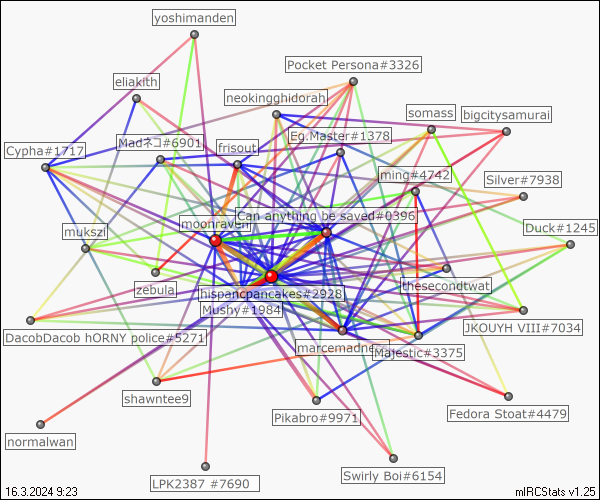 yoshimanden
Pocket Persona#3326
eliakith
neokingghidorah
somass
bigcitysamurai
Cypha#1717
Madネコ#6901
frisout
Eg.Master#1378
ming#4742
Silver#7938
moonraven
Can anything be saved#0396
mukszi
Duck#1245
zebula
hispancpancakes#2928
thesecondtwat
Mushy#1984
DacobDacob hORNY police#5271
marcemadness
Majestic#3375
JKOUYH VIII#7034
shawntee9
Pikabro#9971
Fedora Stoat#4479
normalwan
LPK2387 #7690
Swirly Boi#6154
16.3.2024 9:23
mIRCStats v1.25